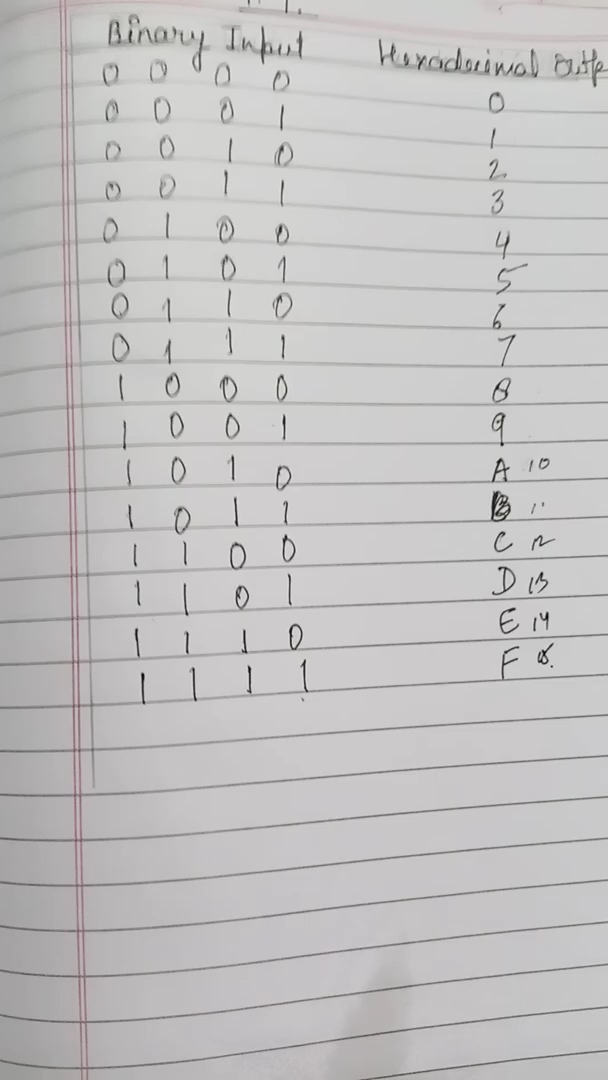 Binary Input Hexadecimal Outp
0 0 0 0 0
0 0 0 1 1
0 0 1 0 2
0 0 1 1 3
0 1 0 0 4
0 1 0 1 5
0 1 1 0 6
0 1 1 1 7
1 0 0 0 8
1 0 0 1 9
1 0 1 0 A 10
1 0 1 1 B 11
1 1 0 0 C 12
1 1 0 1 D 13
1 1 1 0 E 14
1 1 1 1 F 15